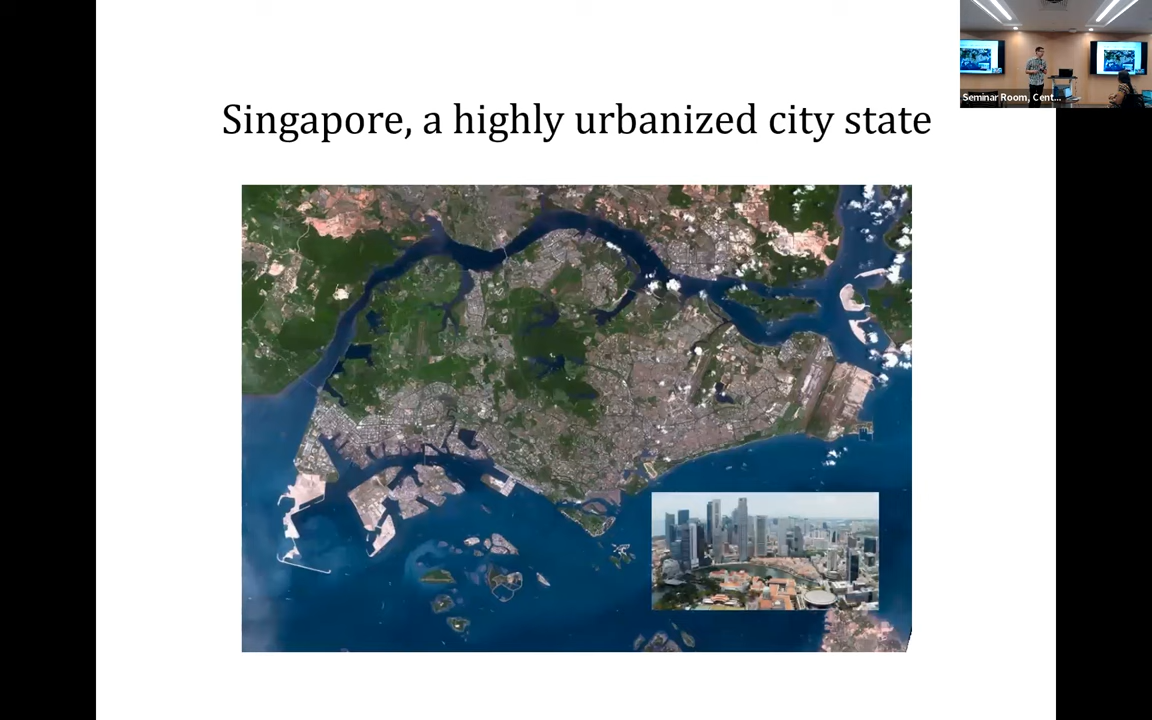 Singapore, a highly urbanized city state
Seminar Room, Cent...